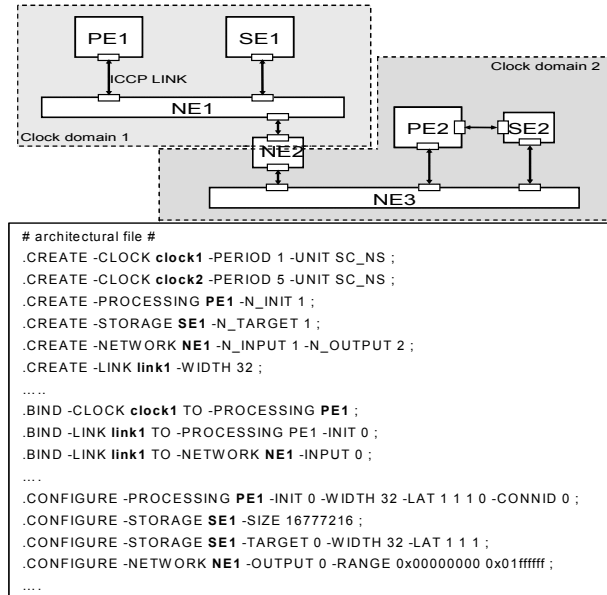 PE1
SE1
ICCP LINK
NE1
Clock domain 1
Clock domain 2
NE2
PE2
SE2
NE3
# architectural file #
.CREATE -CLOCK clock1 -PERIOD 1 -UNIT SC_NS ;
.CREATE -CLOCK clock2 -PERIOD 5 -UNIT SC_NS ;
.CREATE -PROCESSING PE1 -N_INIT 1 ;
.CREATE -STORAGE SE1 -N_TARGET 1 ;
.CREATE -NETWORK NE1 -N_INPUT 1 -N_OUTPUT 2 ;
.CREATE -LINK link1 -WIDTH 32 ;
.....
.BIND -CLOCK clock1 TO -PROCESSING PE1 ;
.BIND -LINK link1 TO -PROCESSING PE1 -INIT 0 ;
.BIND -LINK link1 TO -NETWORK NE1 -INPUT 0 ;
....
.CONFIGURE -PROCESSING PE1 -INIT 0 -WIDTH 32 -LAT 1 1 1 0 -CONNID 0 ;
.CONFIGURE -STORAGE SE1 -SIZE 16777216 ;
.CONFIGURE -STORAGE SE1 -TARGET 0 -WIDTH 32 -LAT 1 1 1 ;
.CONFIGURE -NETWORK NE1 -OUTPUT 0 -RANGE 0x00000000 0x01ffffff ;
....